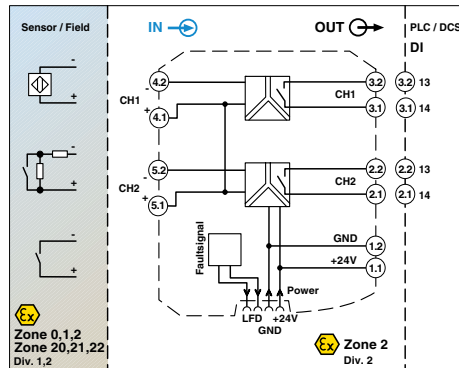 Sensor / Field
IN
OUT
PLC / DCS
DI
-
+
-
+
-
+
4.2
-
CH1
+
4.1
3.2
CH1
3.1
3.2 13
3.1 14
5.2
-
CH2
+
5.1
2.2
CH2
2.1
2.2 13
2.1 14
GND
1.2
+24V
1.1
Faultsignal
Power
LFD
+24V
GND
Ex
Zone 0,1,2
Zone 20,21,22
Div. 1,2
Ex
Zone 2
Div. 2